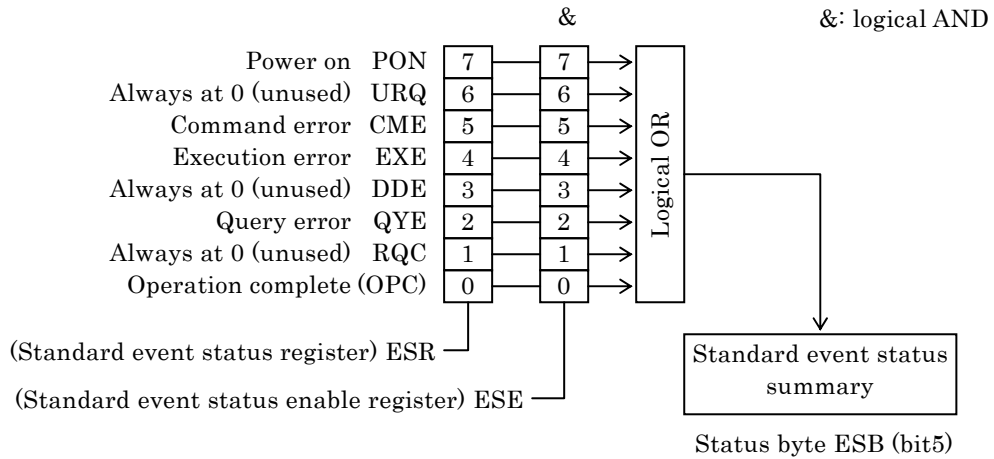 & &: logical AND
Power on PON 7 7
Always at 0 (unused) URQ 6 6
Command error CME 5 5
Execution error EXE 4 4
Always at 0 (unused) DDE 3 3
Query error QYE 2 2
Always at 0 (unused) RQC 1 1
Operation complete (OPC) 0 0
Logical OR
(Standard event status register) ESR
(Standard event status enable register) ESE
Standard event status
summary
Status byte ESB (bit5)